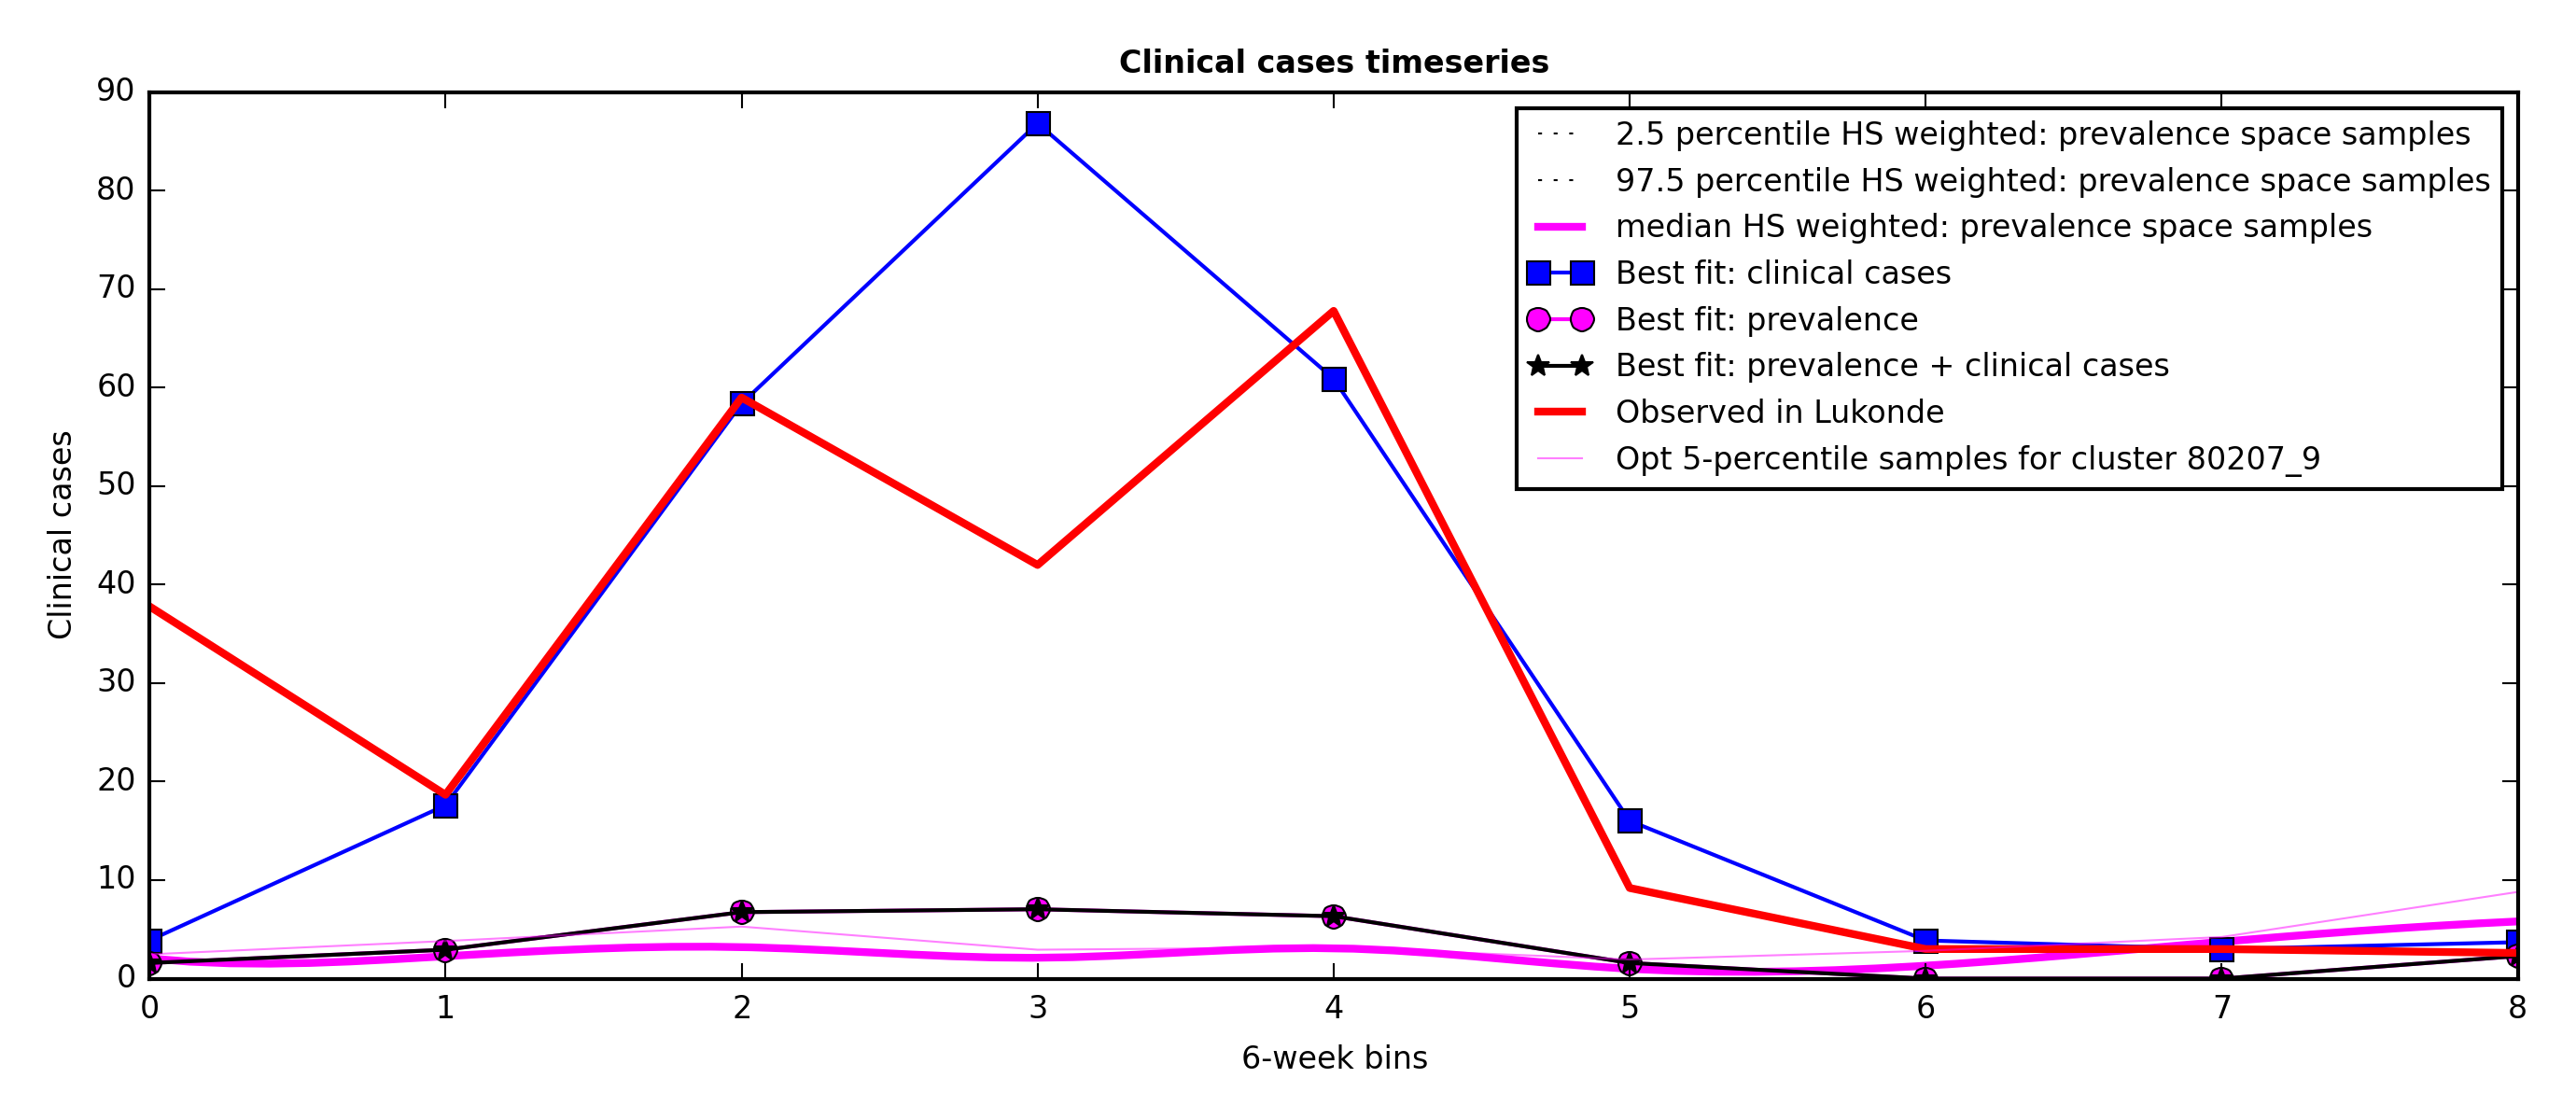 Clinical cases timeseries
90
80
70
60
50
40
30
20
10
0
Clinical cases
2.5 percentile HS weighted: prevalence space samples
97.5 percentile HS weighted: prevalence space samples
median HS weighted: prevalence space samples
Best fit: clinical cases
Best fit: prevalence
Best fit: prevalence + clinical cases
Observed in Lukonde
Opt 5-percentile samples for cluster 80207_9
0 1 2 3 4 5 6 7 8
6-week bins